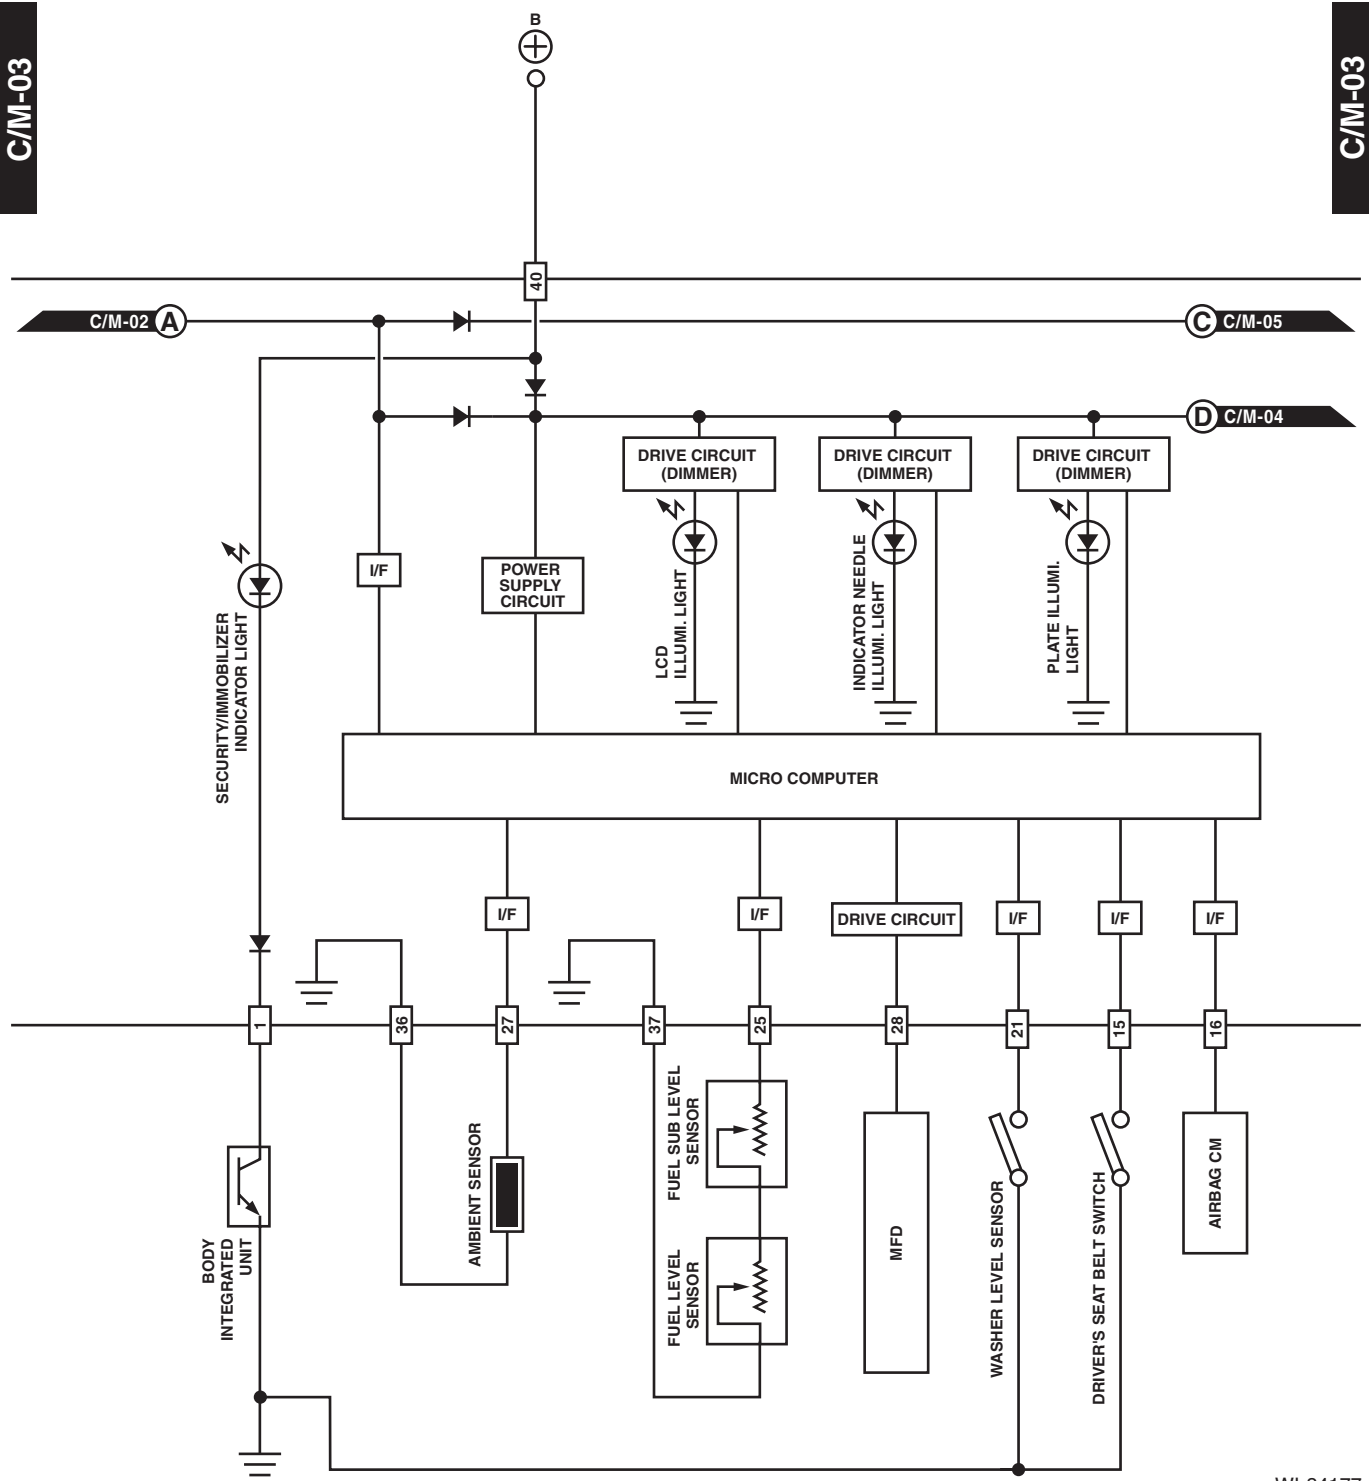 C/M-03
C/M-03
B
40
C/M-02
A
C
C/M-05
D
C/M-04
DRIVE CIRCUIT
(DIMMER)
DRIVE CIRCUIT
(DIMMER)
DRIVE CIRCUIT
(DIMMER)
SECURITY/IMMOBILIZER
INDICATOR LIGHT
I/F
POWER
SUPPLY
CIRCUIT
LCD
ILLUMI. LIGHT
INDICATOR NEEDLE
ILLUMI. LIGHT
PLATE ILLUMI.
LIGHT
MICRO COMPUTER
I/F
I/F
DRIVE CIRCUIT
I/F
I/F
I/F
1
36
27
37
25
28
21
15
16
BODY
INTEGRATED
UNIT
AMBIENT SENSOR
FUEL SUB LEVEL
SENSOR
FUEL LEVEL
SENSOR
MFD
WASHER LEVEL SENSOR
DRIVER'S SEAT BELT SWITCH
AIRBAG CM